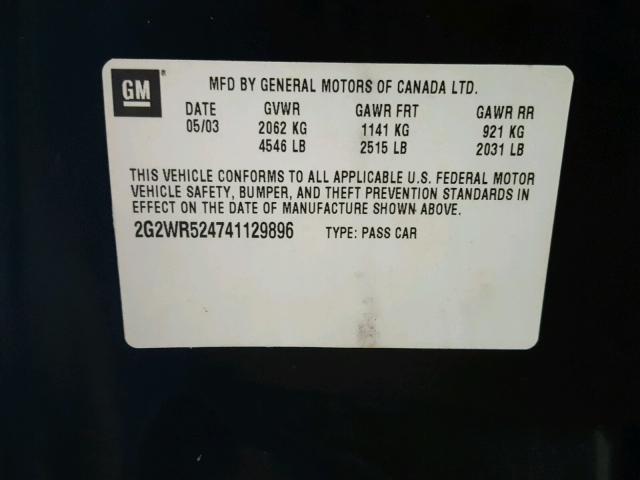 GM ® MFD BY GENERAL MOTORS OF CANADA LTD.
DATE GVWR GAWR FRT GAWR RR
05/03 2062 KG 1141 KG 921 KG
4546 LB 2515 LB 2031 LB
THIS VEHICLE CONFORMS TO ALL APPLICABLE U.S. FEDERAL MOTOR
VEHICLE SAFETY, BUMPER, AND THEFT PREVENTION STANDARDS IN
EFFECT ON THE DATE OF MANUFACTURE SHOWN ABOVE.
2G2WR524741129896 TYPE: PASS CAR